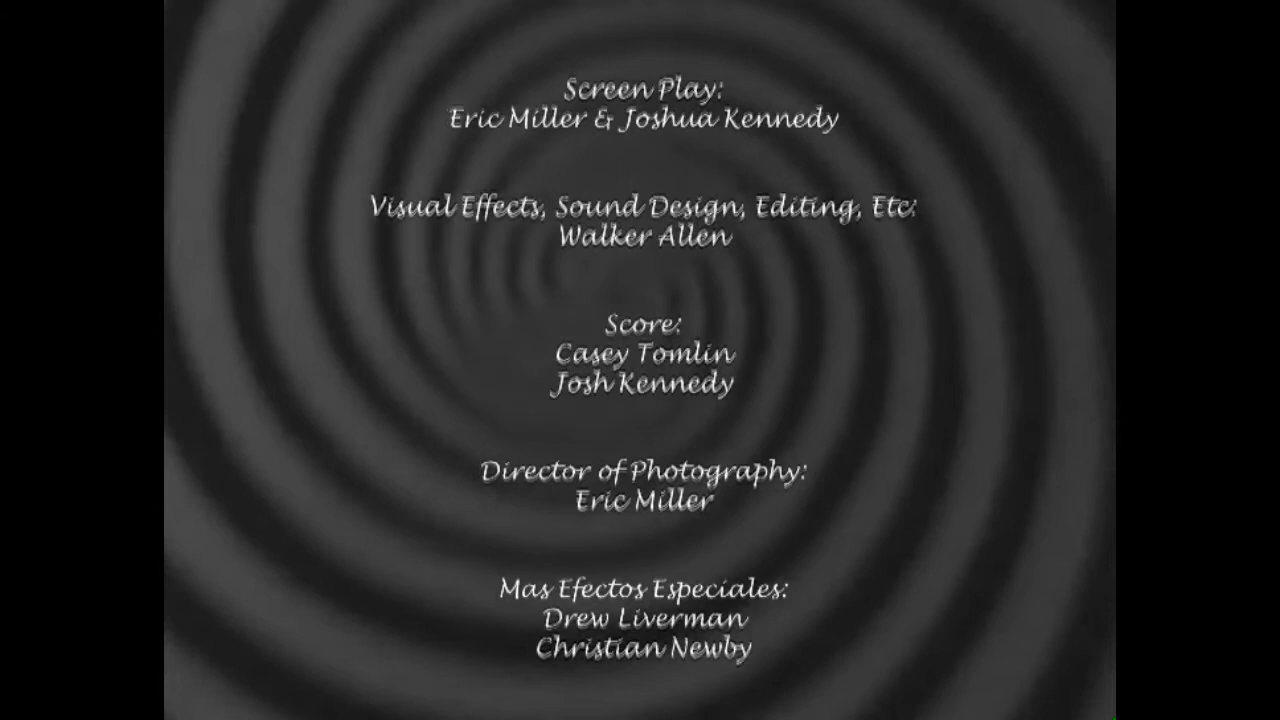 Screen Play:
Eric Miller & Joshua Kennedy
Visual Effects, Sound Design, Editing, Etc:
Walker Allen
Score:
Casey Tomlin
Josh Kennedy
Director of Photography:
Eric Miller
Mas Efectos Especiales:
Drew Liverman
Christian Newby